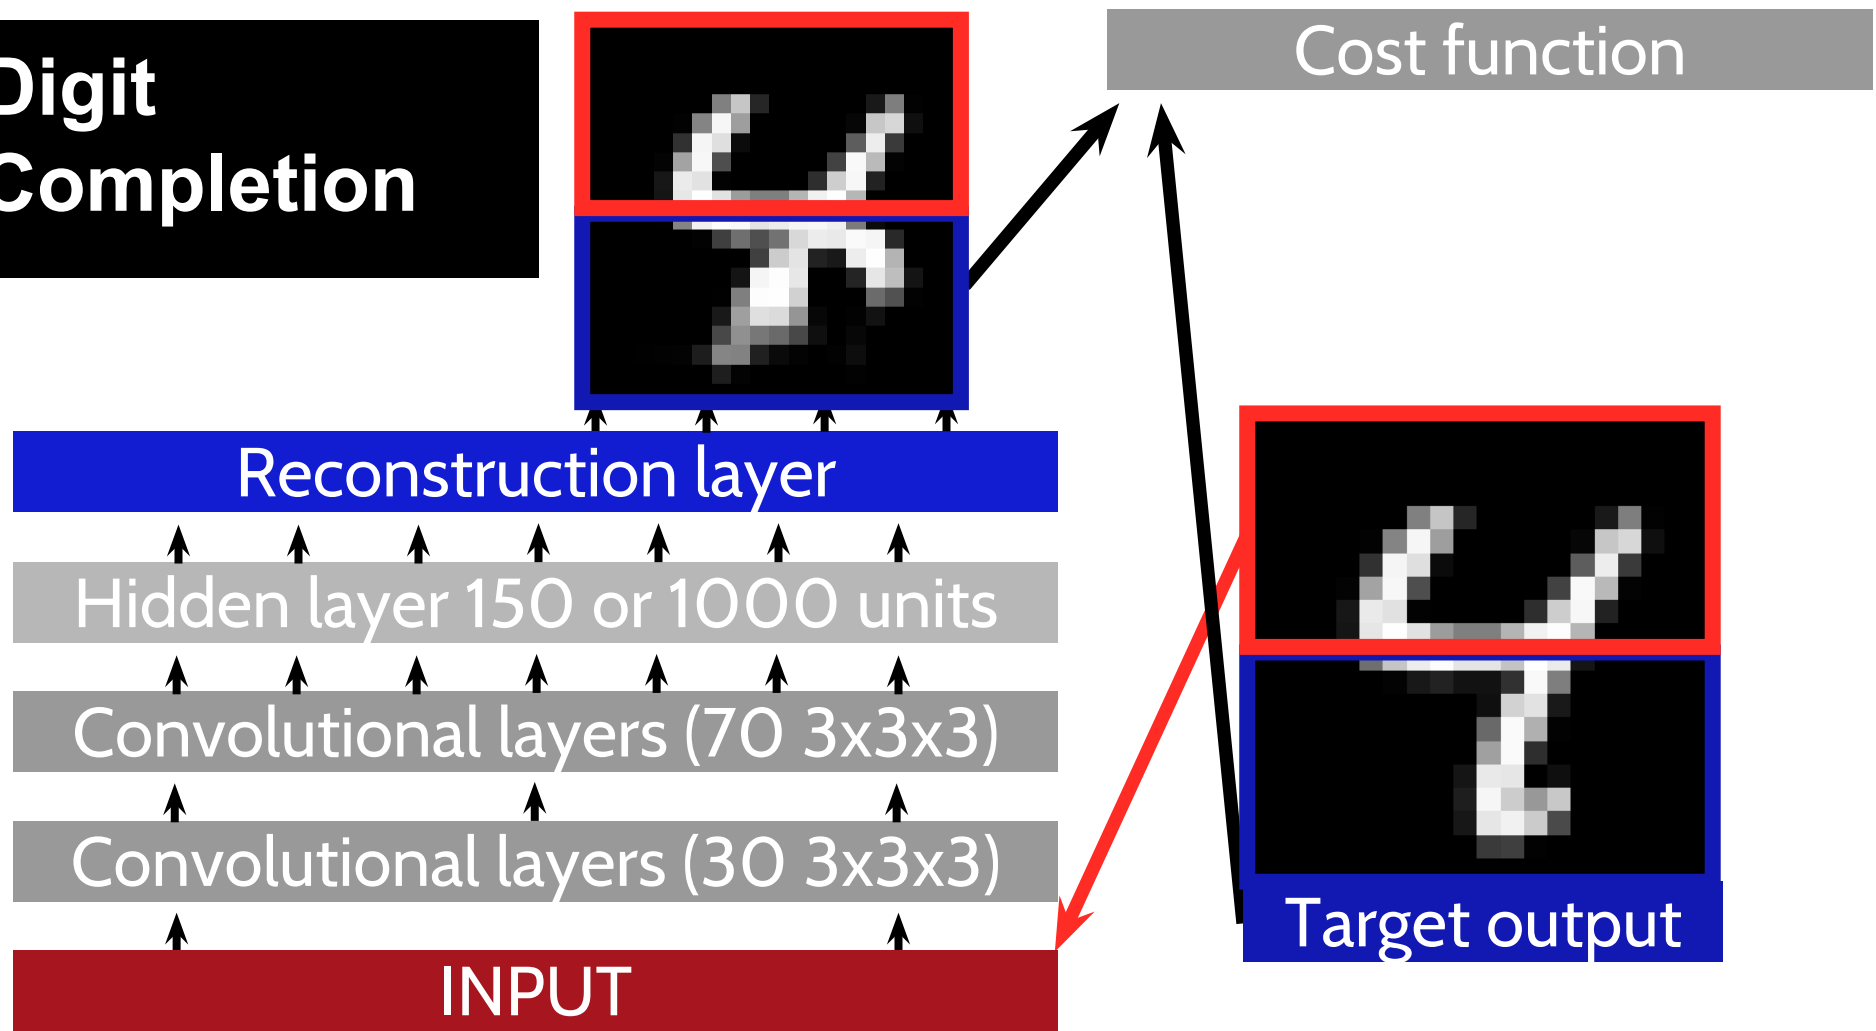 Digit
Completion
Cost function
Reconstruction layer
Hidden layer 150 or 1000 units
Convolutional layers (70 3x3x3)
Convolutional layers (30 3x3x3)
INPUT
Target output